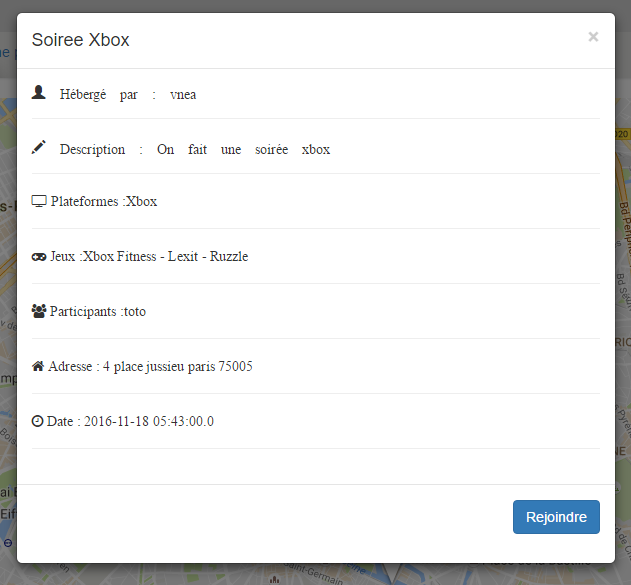 Soiree Xbox
×
Hébergé par : vnea
Description : On fait une soirée xbox
Plateformes :Xbox
Jeux :Xbox Fitness - Lexit - Ruzzle
Participants :toto
Adresse : 4 place jussieu paris 75005
Date : 2016-11-18 05:43:00.0
Rejoindre